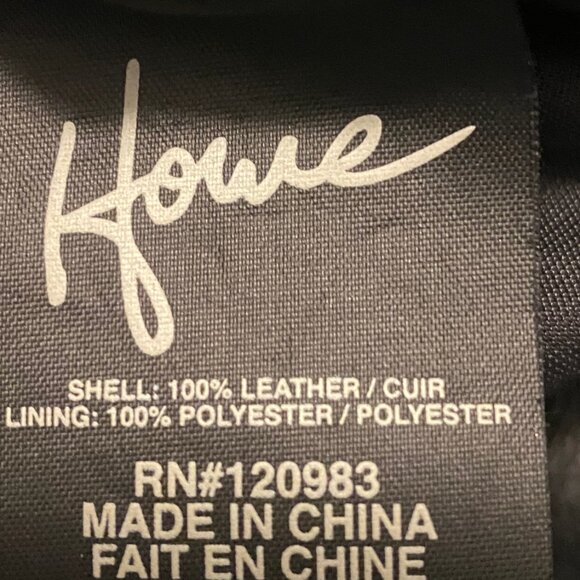 Howe
SHELL: 100% LEATHER / CUIR
LINING: 100% POLYESTER / POLYESTER
RN#120983
MADE IN CHINA
FAIT EN CHINE